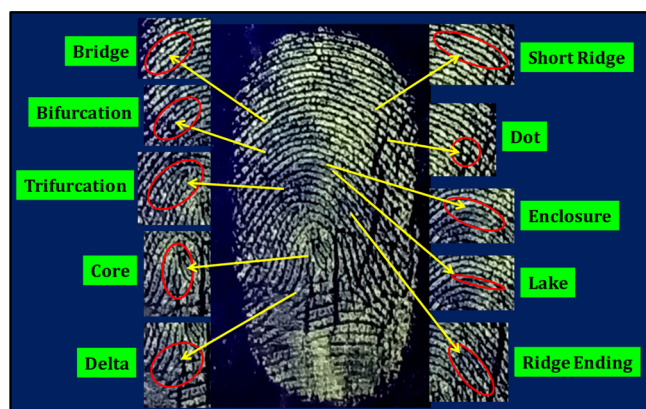 Bridge
Bifurcation
Trifurcation
Core
Delta
Short Ridge
Dot
Enclosure
Lake
Ridge Ending